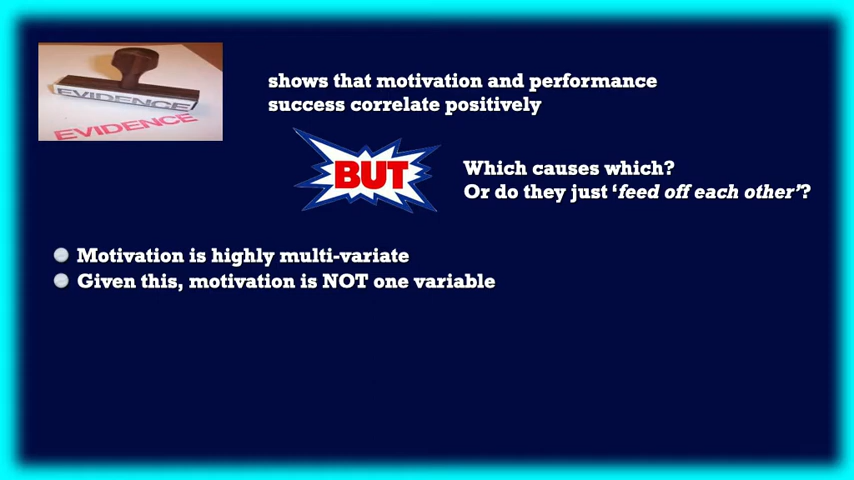 EVIDENCE
EVIDENCE
shows that motivation and performance
success correlate positively
BUT
Which causes which?
Or do they just ‘feed off each other’?
Motivation is highly multi-variate
Given this, motivation is NOT one variable